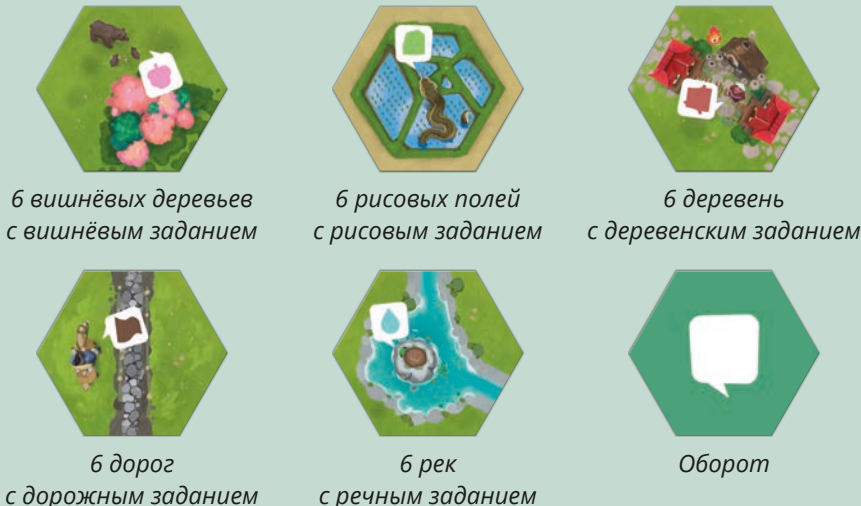 6 вишнёвых деревьев
с вишнёвым заданием
6 рисовых полей
с рисовым заданием
6 деревень
с деревенским заданием
6 дорог
с дорожным заданием
6 рек
с речным заданием
Оборот